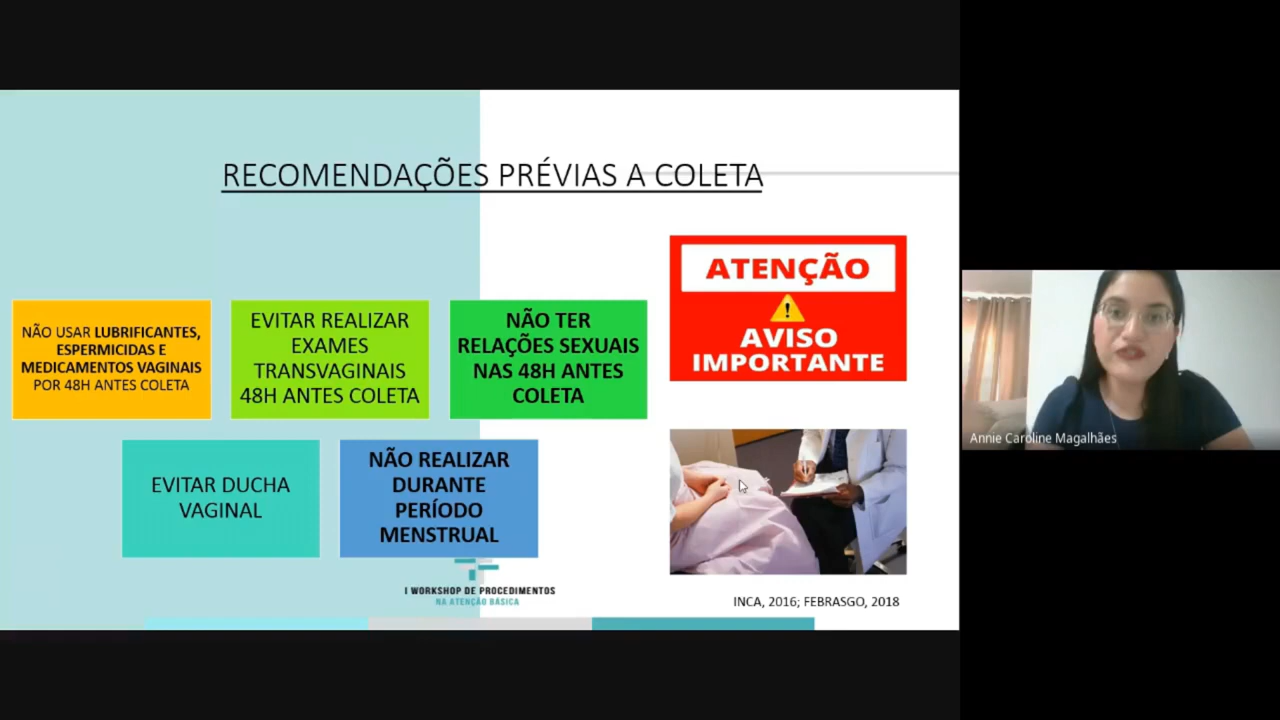 RECOMENDAÇÕES PRÉVIAS A COLETA
NÃO USAR LUBRIFICANTES,
ESPERMICIDAS E
MEDICAMENTOS VAGINAIS
POR 48H ANTES COLETA
EVITAR REALIZAR
EXAMES
TRANSVAGINAIS
48H ANTES COLETA
NÃO TER
RELAÇÕES SEXUAIS
NAS 48H ANTES
COLETA
ATENÇÃO
AVISO
IMPORTANTE
EVITAR DUCHA
VAGINAL
NÃO REALIZAR
DURANTE
PERÍODO
MENSTRUAL
I WORKSHOP DE PROCEDIMENTOS
NA ATENÇÃO BÁSICA
INCA, 2016; FEBRASGO, 2018
Annie Caroline Magalhães